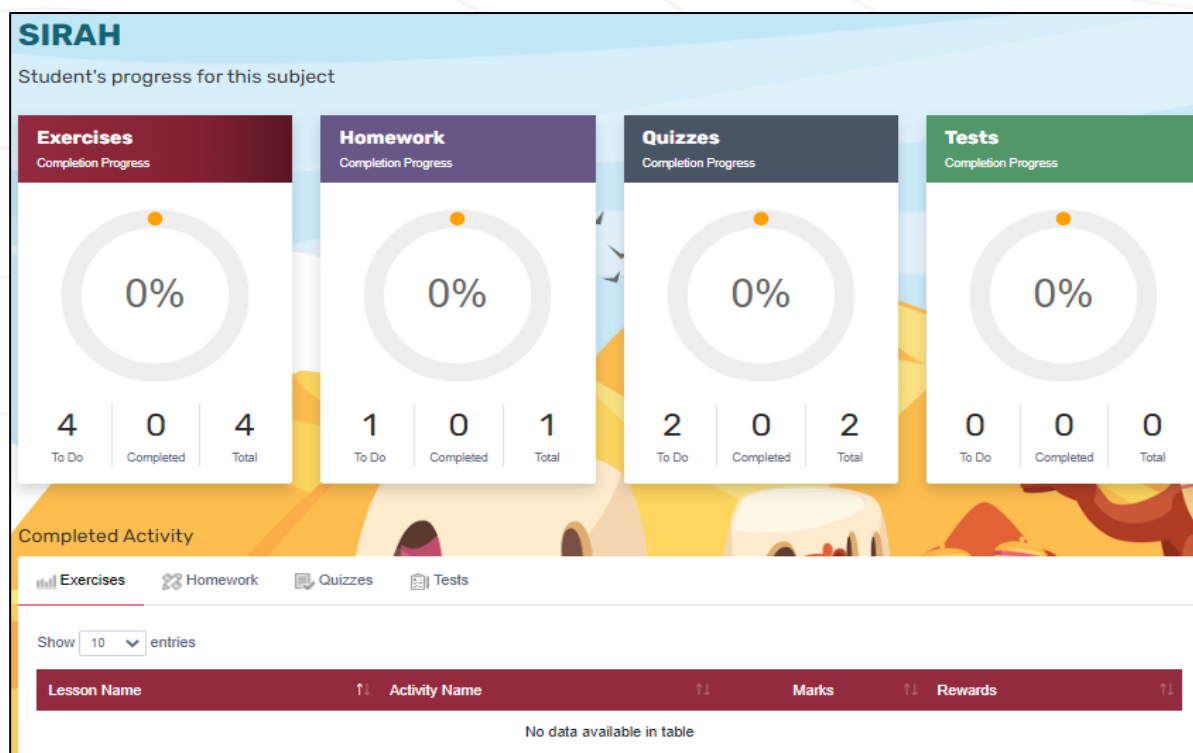 SIRAH
Student's progress for this subject
Exercises
Completion Progress
0%
4 0 4
To Do Completed Total
Homework
Completion Progress
0%
1 0 1
To Do Completed Total
Quizzes
Completion Progress
0%
2 0 2
To Do Completed Total
Tests
Completion Progress
0%
0 0 0
To Do Completed Total
Completed Activity
Exercises Homework Quizzes Tests
Show 10 entries
Lesson Name Activity Name Marks Rewards
No data available in table